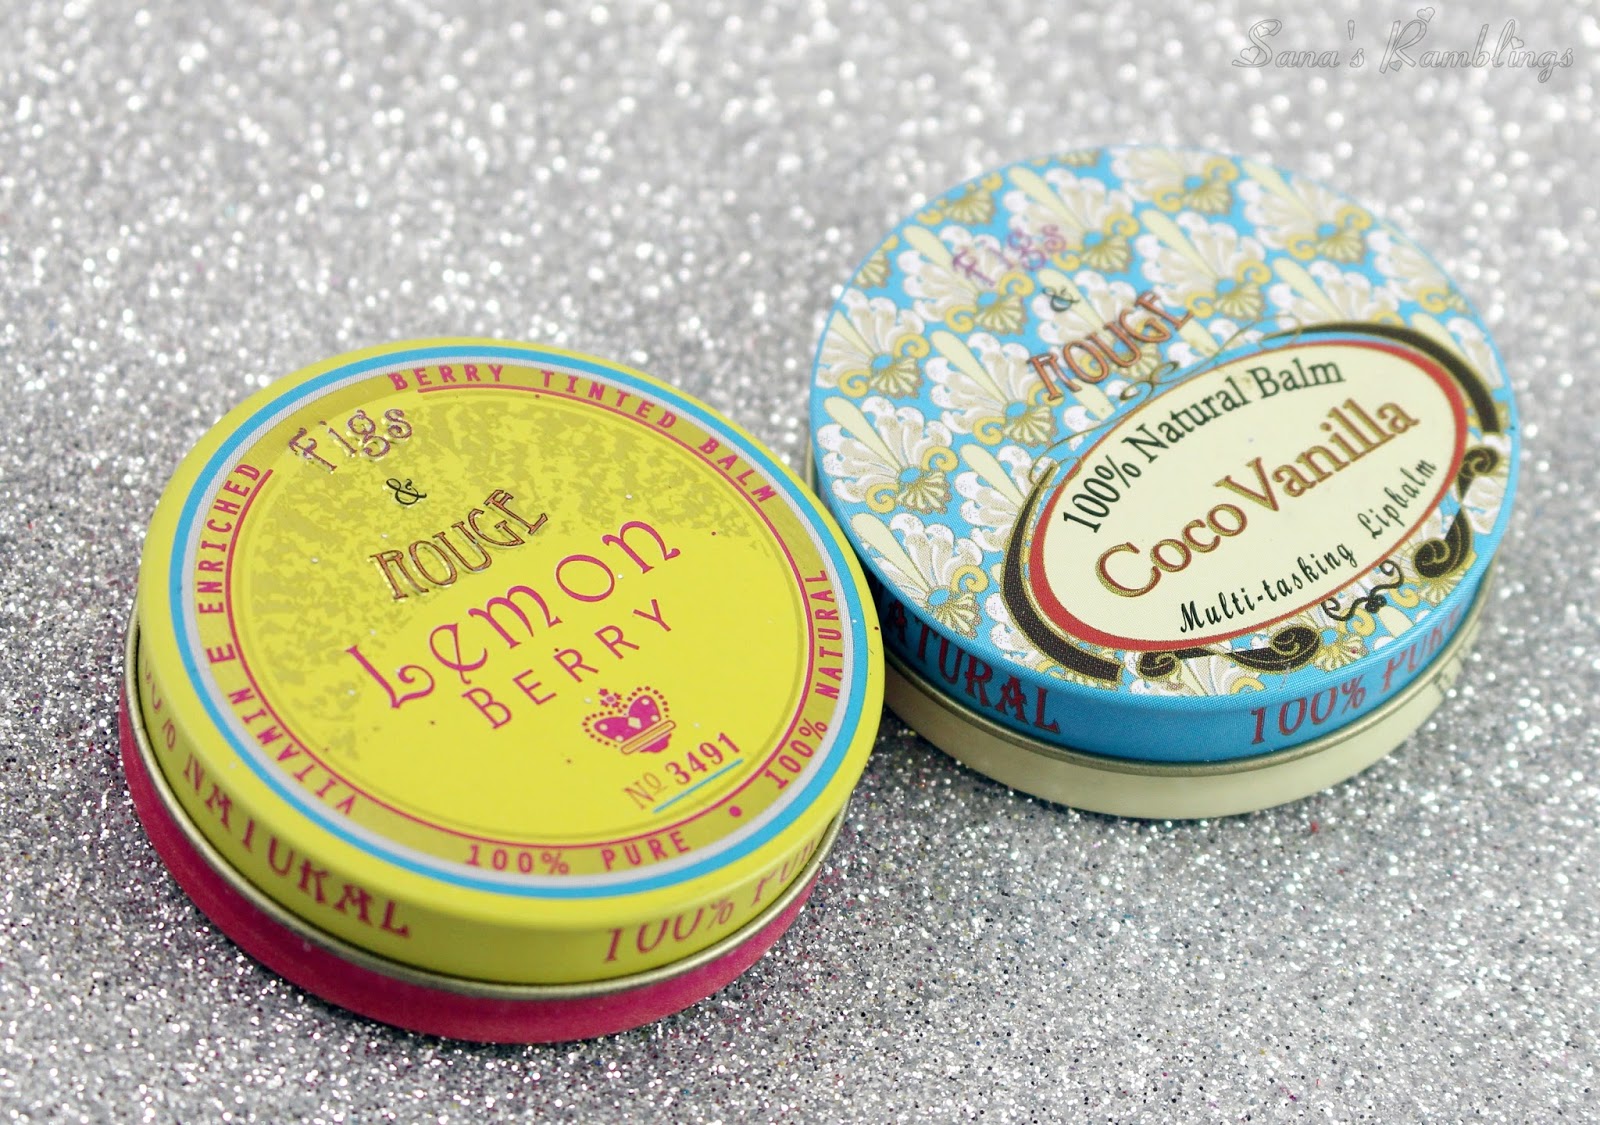 Sana's Ramblings
BERRY TINTED BALM
VITAMIN E ENRICHED
Figs
&
ROUGE
LEMON
BERRY
Nº 3491
100% PURE • 100% NATURAL
NATURAL
100%
Figs
&
ROUGE
100% Natural Balm
Coco Vanilla
Multi-tasking Lipbalm
100% PURE